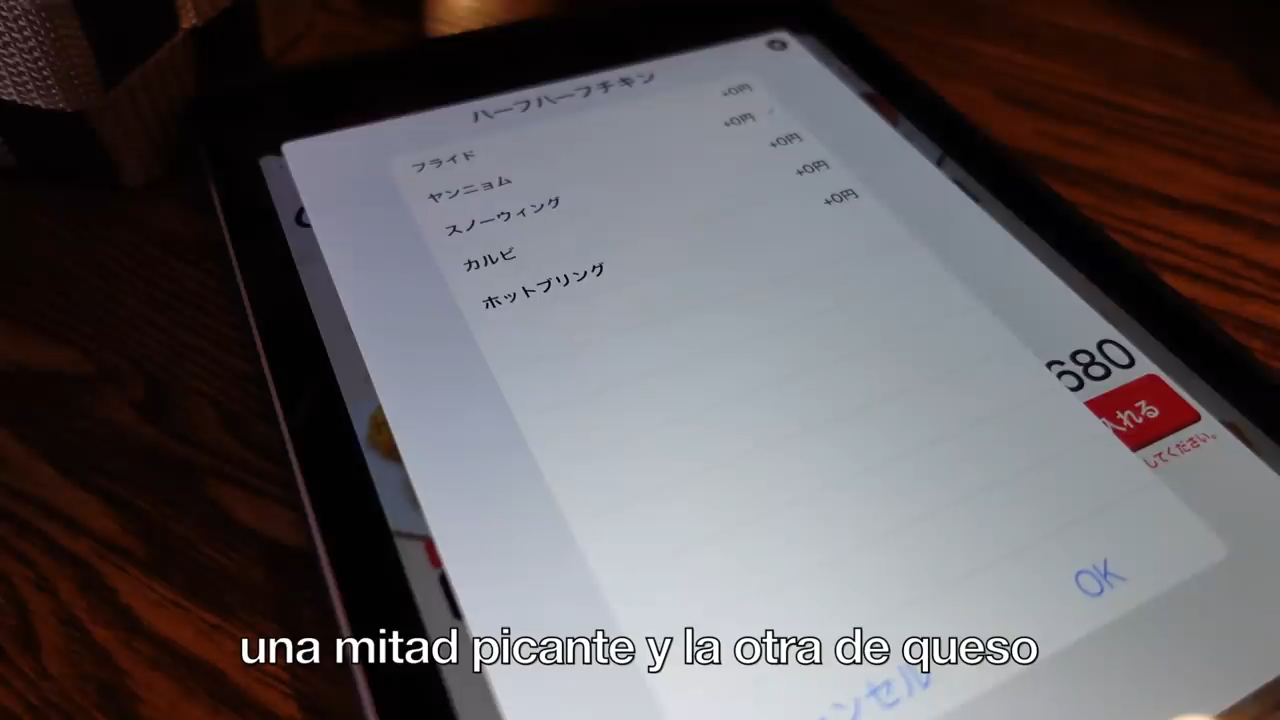 ハーフハーフチキン
フライド +0円
ヤンニョム +0円
スノーウィング +0円
カルビ +0円
ホットブリング +0円
680
入れる
してください。
OK
ンセル
una mitad picante y la otra de queso